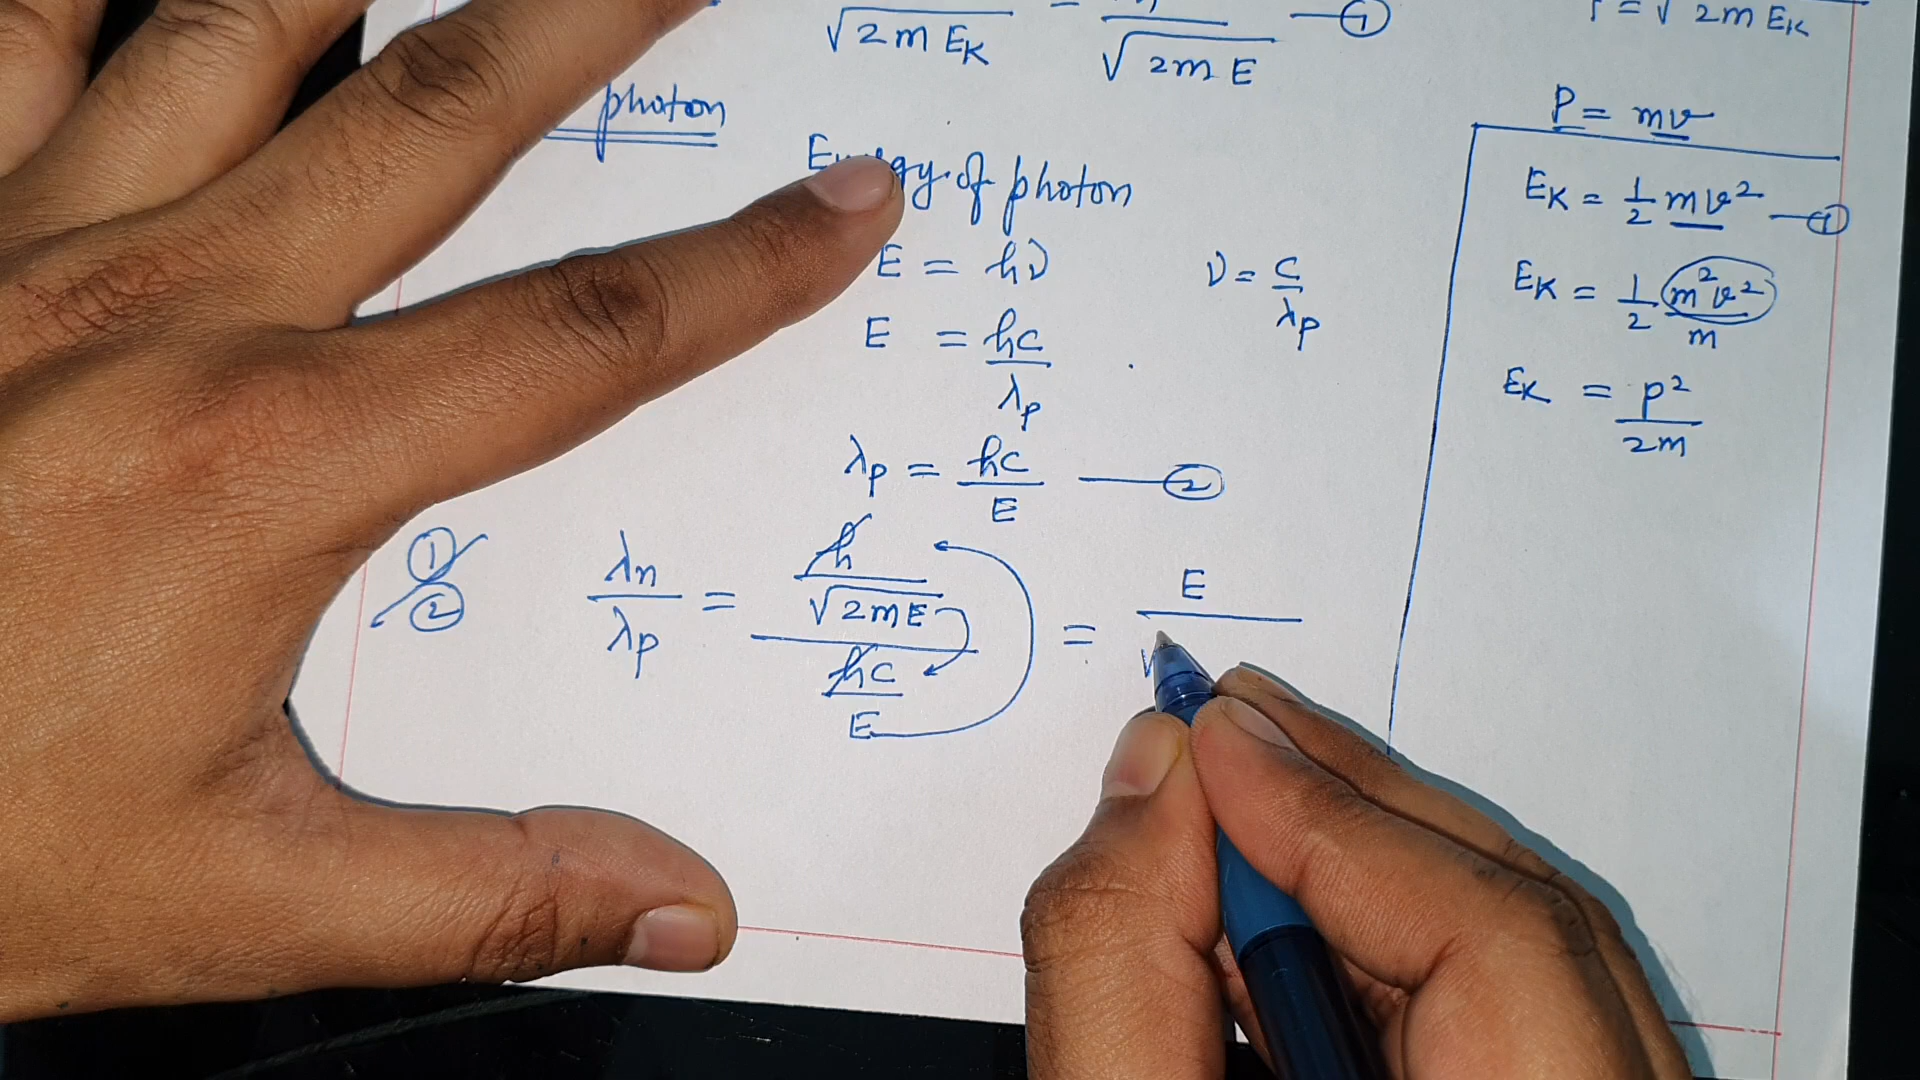 √2m EK = h/√2mE —①
P = √2m EK
photon
Energy of photon
E = hν
ν = c/λp
E = hc/λp
λp = hc/E —②
①/②
λn/λp = (h/√2mE)/(hc/E) = E/√
P = mv
EK = 1/2 mv² —①
EK = 1/2 m²v²/m
EK = p²/2m